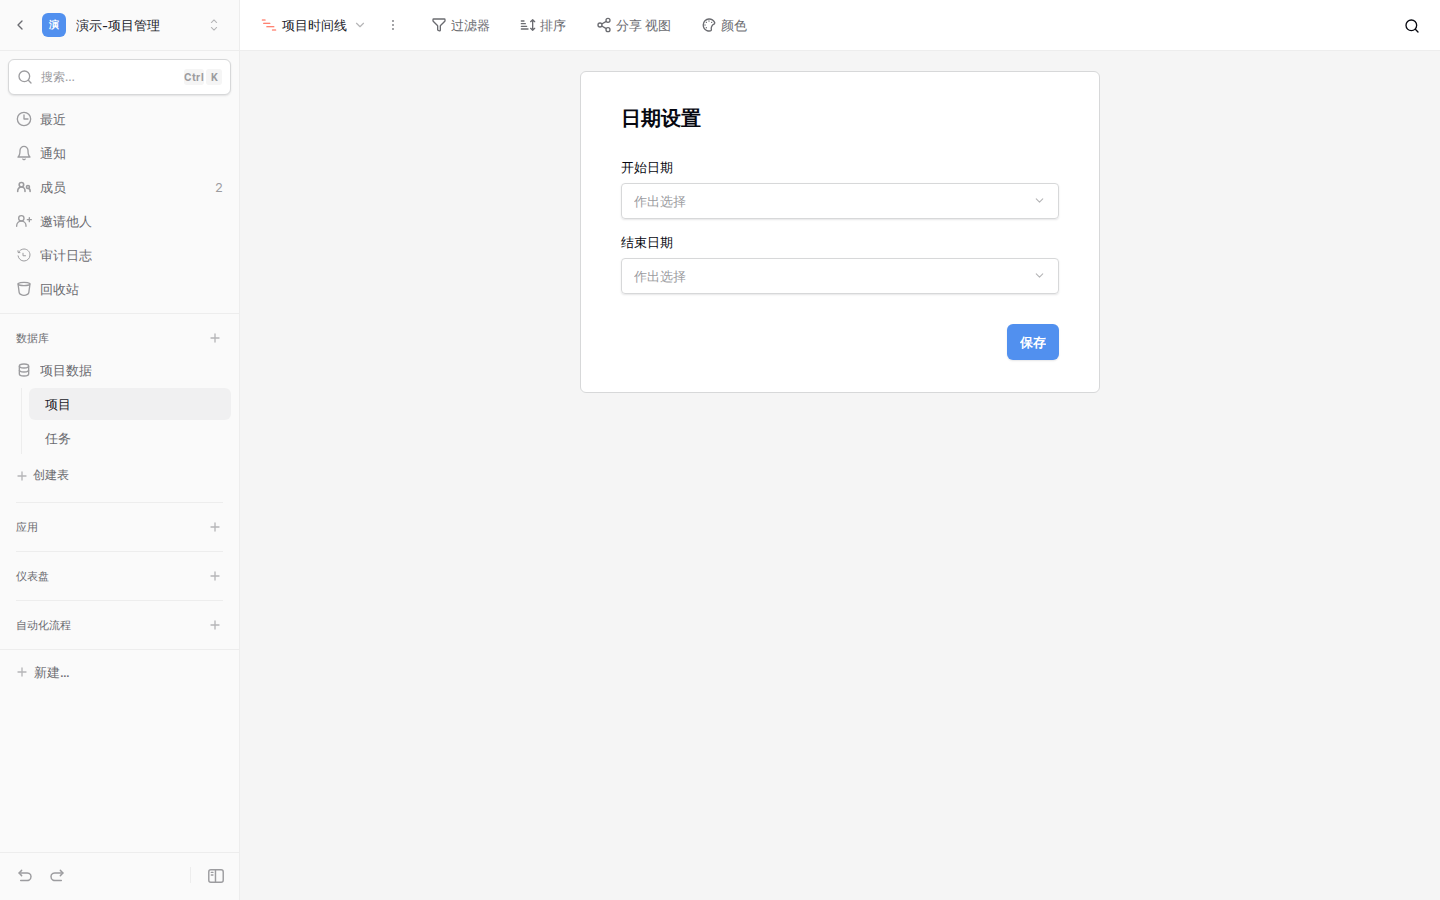 演 演示-项目管理
搜索... Ctrl K
最近
通知
成员 2
邀请他人
审计日志
回收站
数据库
项目数据
项目
任务
创建表
应用
仪表盘
自动化流程
新建...
项目时间线 过滤器 排序 分享 视图 颜色
日期设置
开始日期
作出选择
结束日期
作出选择
保存